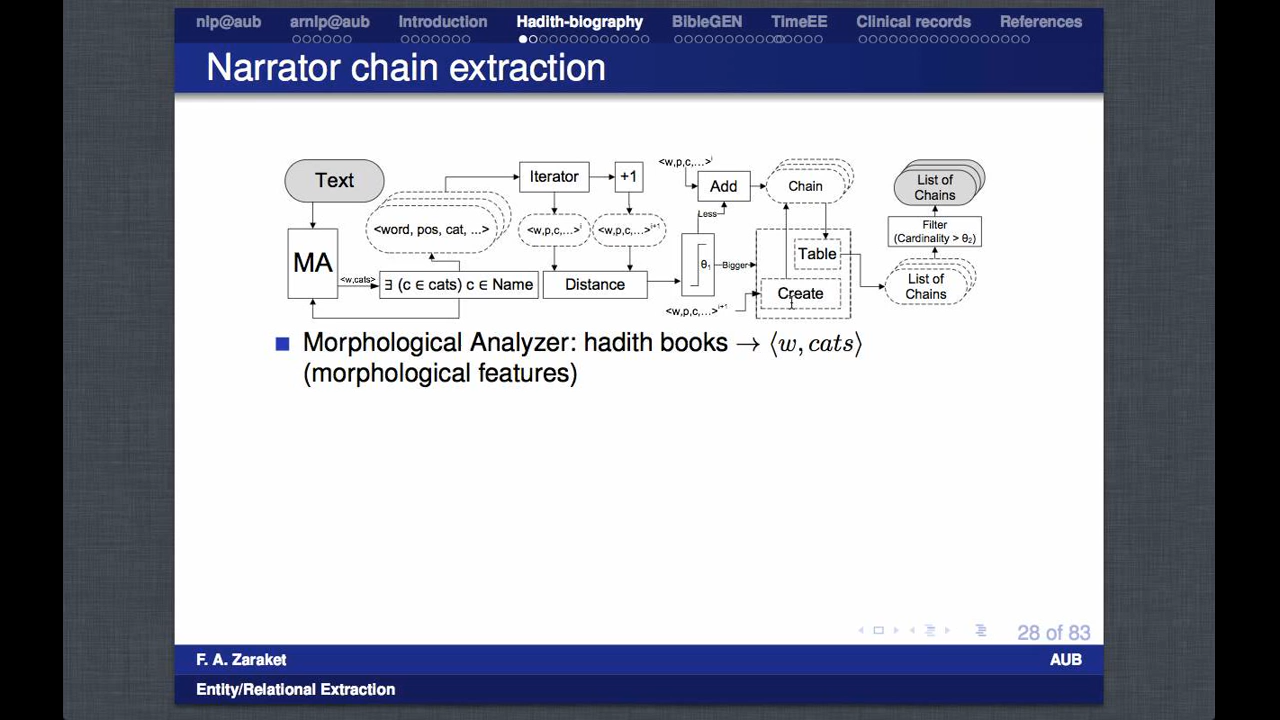 nlp@aub arnlp@aub Introduction Hadith-biography BibleGEN TimeEE Clinical records References
Narrator chain extraction
Text
MA
<w,cats>
∃ (c ∈ cats) c ∈ Name
<word, pos, cat, ...>
Iterator
+1
<w,p,c,...>i
<w,p,c,...>i+1
Distance
θ1
Less
Bigger
<w,p,c,...>i
Add
Chain
Table
Create
<w,p,c,...>i+1
List of
Chains
Filter
(Cardinality > θ2)
List of
Chains
Morphological Analyzer: hadith books → ⟨w, cats⟩
(morphological features)
28 of 83
F. A. Zaraket AUB
Entity/Relational Extraction